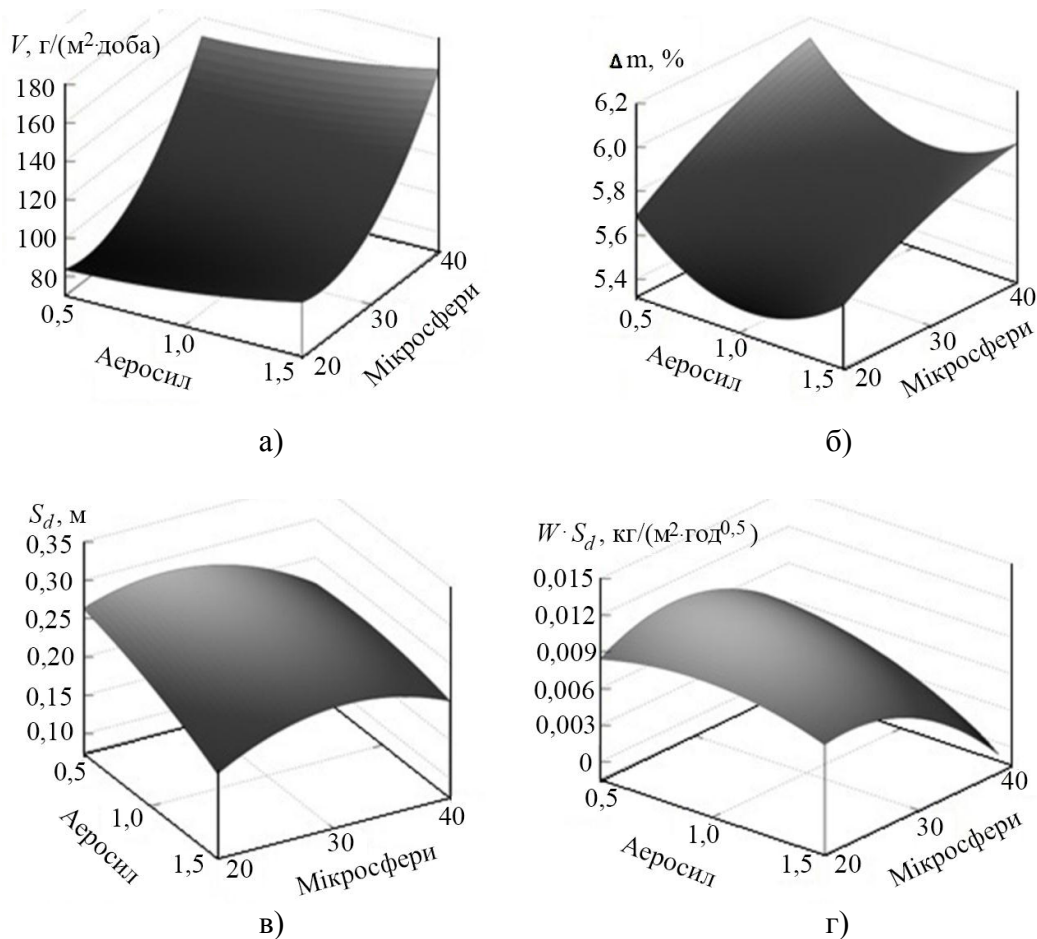 V, г/(м²·доба)
180
160
140
120
100
80
0,5
1,0
1,5
Аеросил
20
30
40
Мікросфери
а)
Δm, %
6,2
6,0
5,8
5,6
5,4
0,5
1,0
1,5
Аеросил
20
30
40
Мікросфери
б)
S_d, м
0,35
0,30
0,25
0,20
0,15
0,10
0,5
1,0
1,5
Аеросил
20
30
40
Мікросфери
в)
W·S_d, кг/(м²·год^0,5)
0,015
0,012
0,009
0,006
0,003
0
0,5
1,0
1,5
Аеросил
20
30
40
Мікросфери
г)